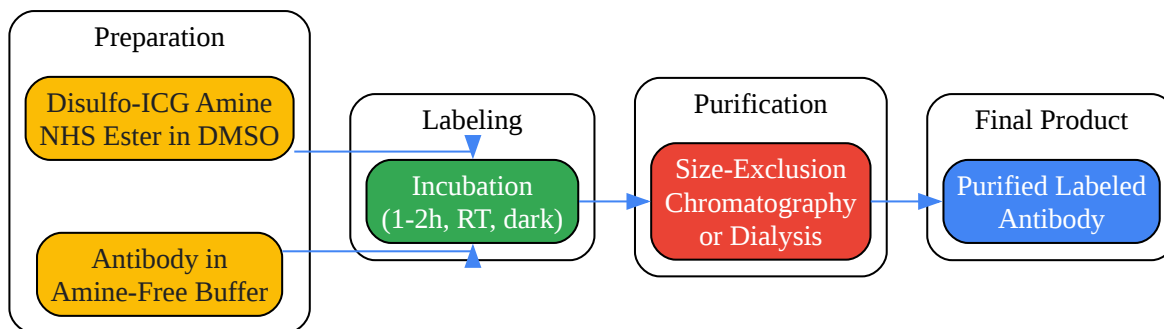 Preparation
Disulfo-ICG Amine
NHS Ester in DMSO
Antibody in
Amine-Free Buffer
Labeling
Incubation
(1-2h, RT, dark)
Purification
Size-Exclusion
Chromatography
or Dialysis
Final Product
Purified Labeled
Antibody